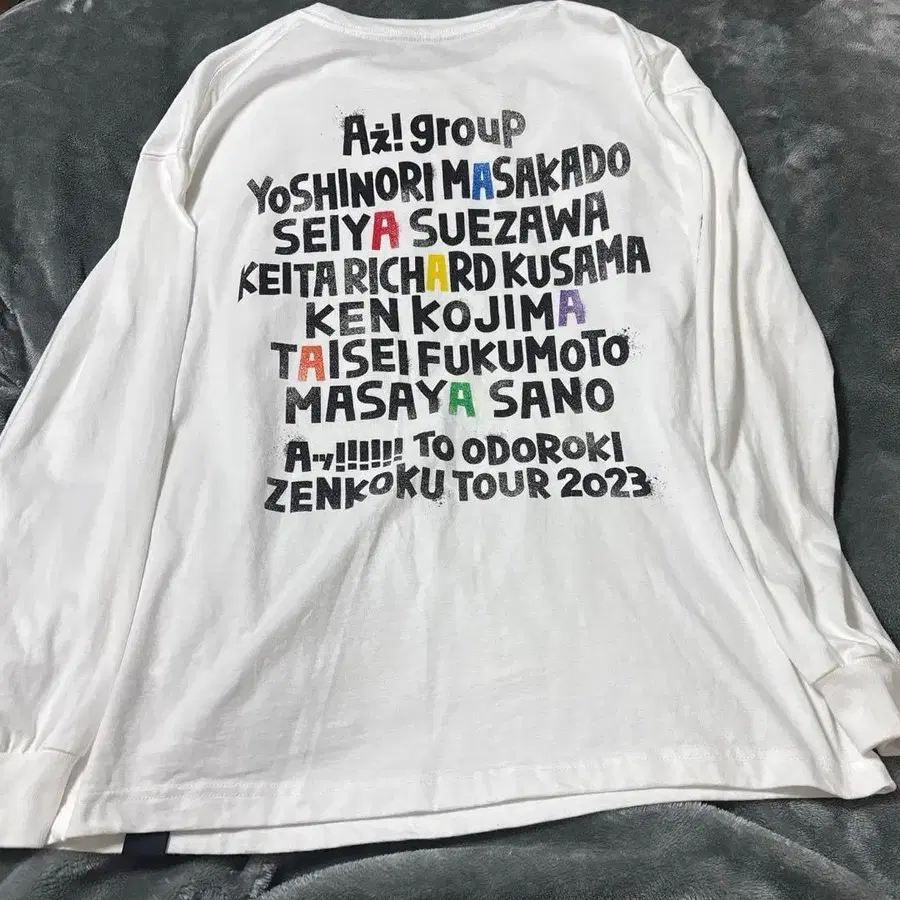 Aぇ! group
YOSHINORI MASAKADO
SEIYA SUEZAWA
KEITA RICHARD KUSAMA
KEN KOJIMA
TAISEI FUKUMOTO
MASAYA SANO
Aッ!!!!!!! TO ODOROKI
ZENKOKU TOUR 2023